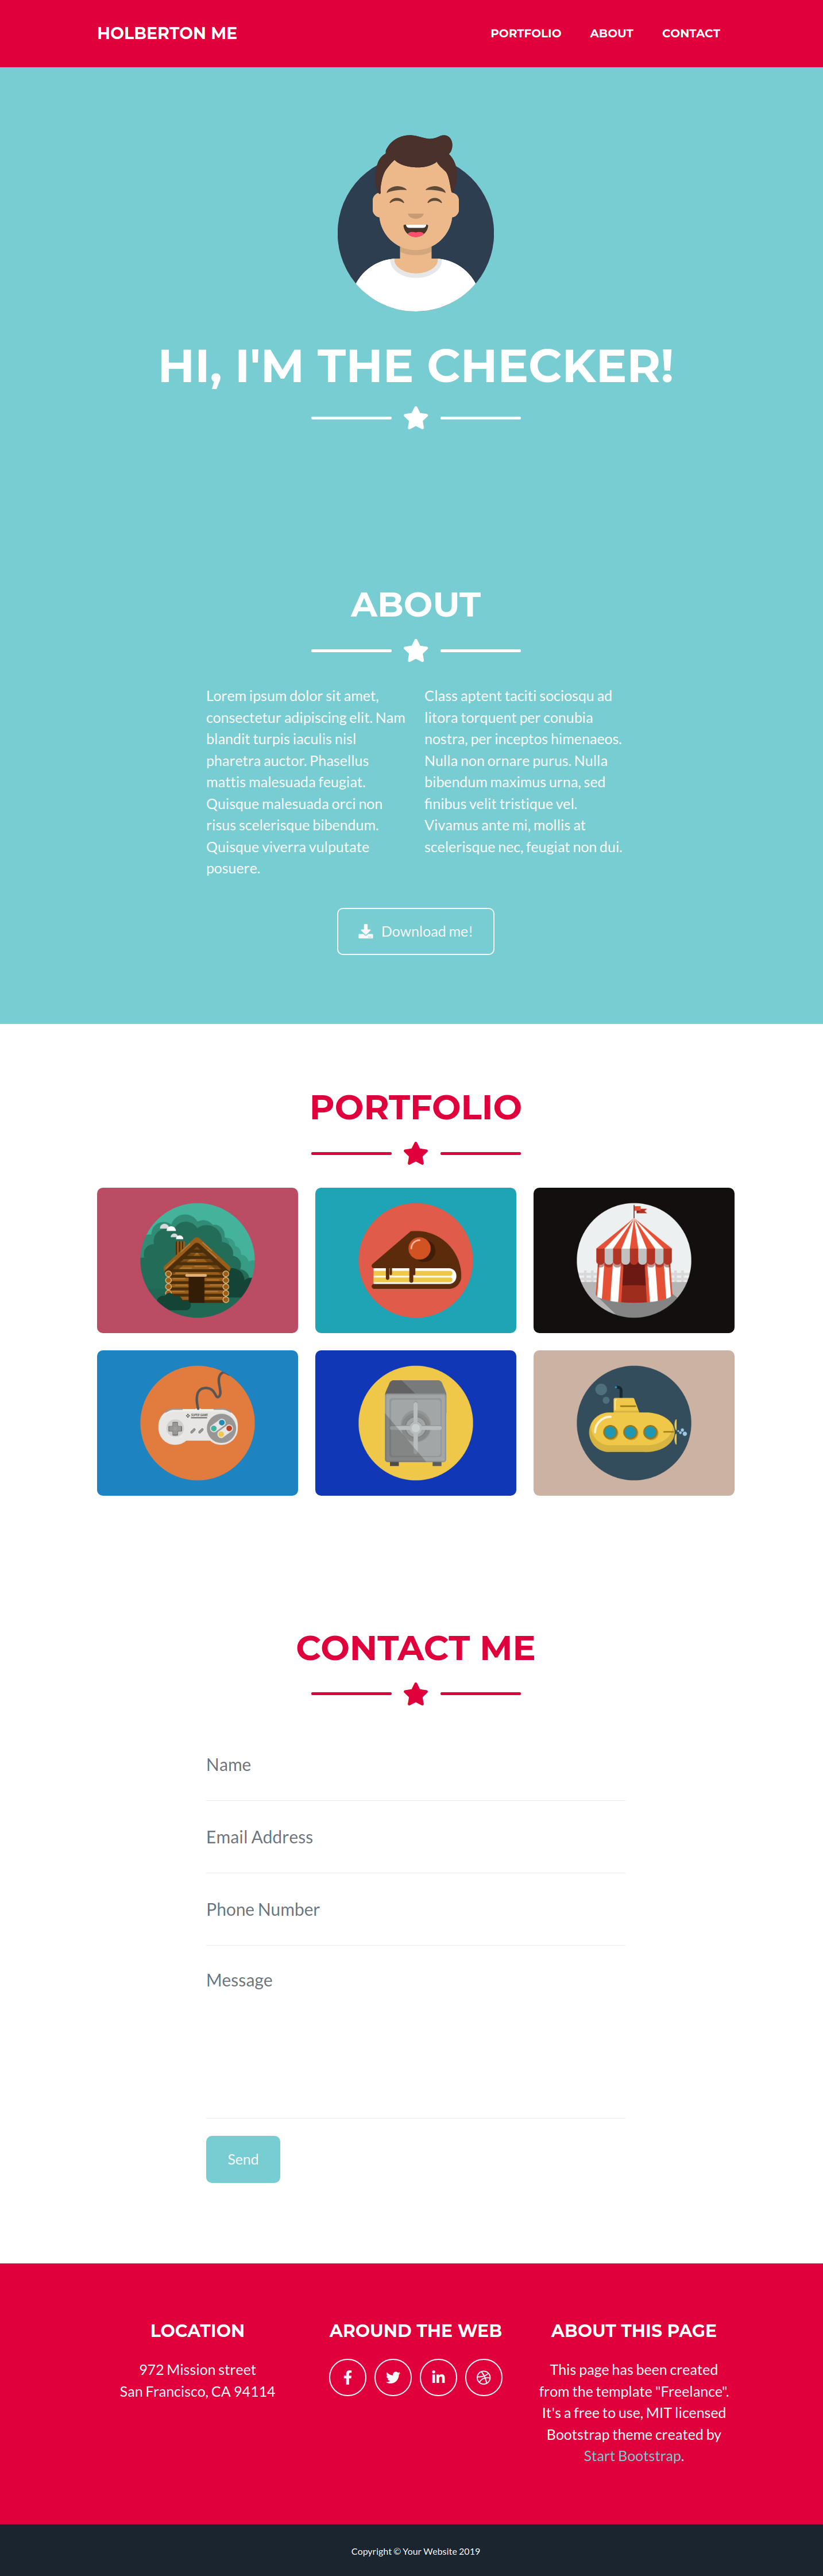 HOLBERTON ME
PORTFOLIO
ABOUT
CONTACT
HI, I'M THE CHECKER!
ABOUT
Lorem ipsum dolor sit amet,
consectetur adipiscing elit. Nam
blandit turpis iaculis nisl
pharetra auctor. Phasellus
mattis malesuada feugiat.
Quisque malesuada orci non
risus scelerisque bibendum.
Quisque viverra vulputate
posuere.
Class aptent taciti sociosqu ad
litora torquent per conubia
nostra, per inceptos himenaeos.
Nulla non ornare purus. Nulla
bibendum maximus urna, sed
finibus velit tristique vel.
Vivamus ante mi, mollis at
scelerisque nec, feugiat non dui.
Download me!
PORTFOLIO
CONTACT ME
Name
Email Address
Phone Number
Message
Send
LOCATION
972 Mission street
San Francisco, CA 94114
AROUND THE WEB
ABOUT THIS PAGE
This page has been created
from the template "Freelance".
It's a free to use, MIT licensed
Bootstrap theme created by
Start Bootstrap.
Copyright © Your Website 2019